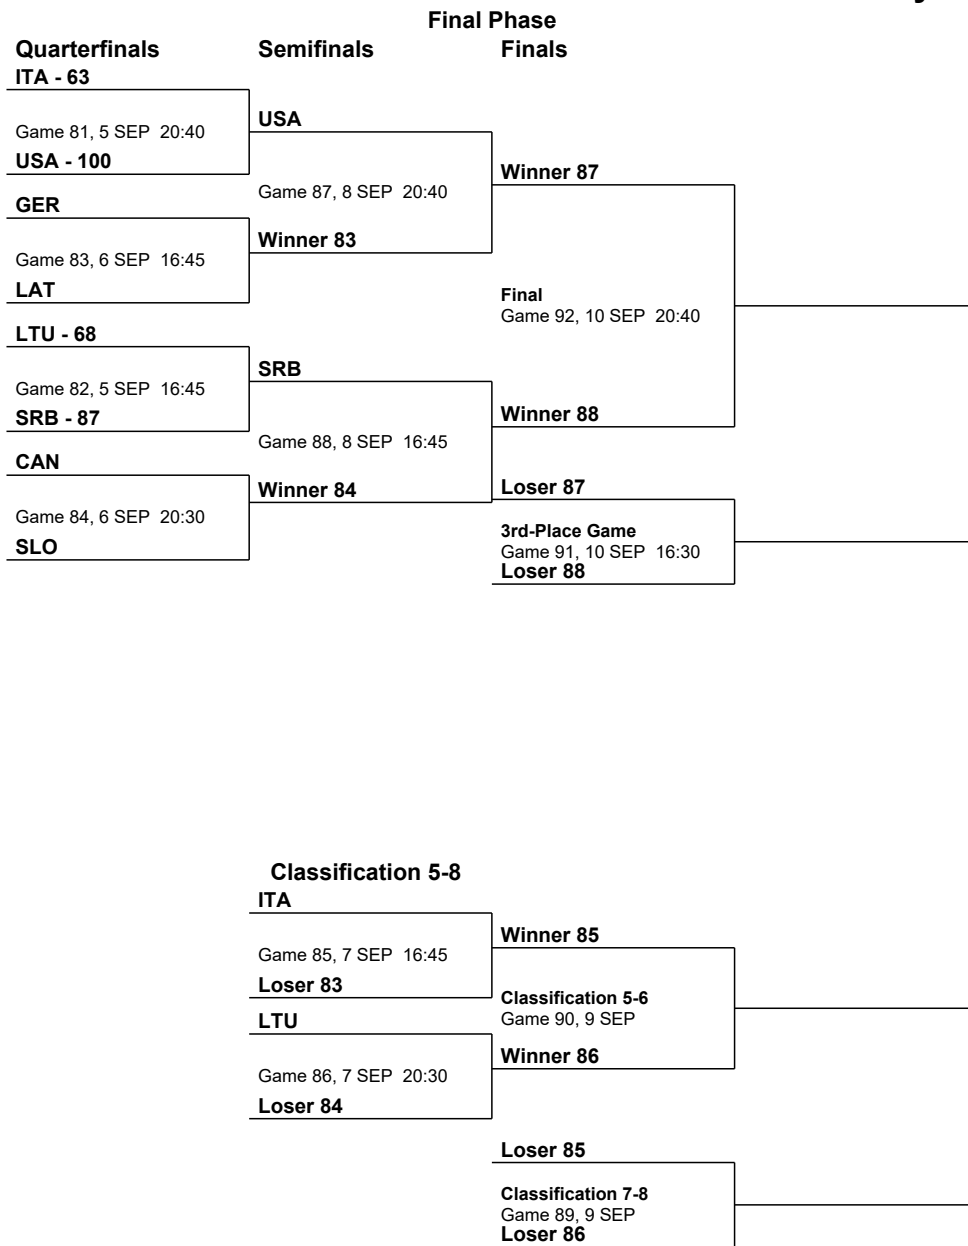 Final Phase
Quarterfinals Semifinals Finals
ITA - 63
Game 81, 5 SEP 20:40
USA - 100
GER
Game 83, 6 SEP 16:45
LAT
LTU - 68
Game 82, 5 SEP 16:45
SRB - 87
CAN
Game 84, 6 SEP 20:30
SLO
USA
Game 87, 8 SEP 20:40
Winner 83
SRB
Game 88, 8 SEP 16:45
Winner 84
Winner 87
Final
Game 92, 10 SEP 20:40
Winner 88
Loser 87
3rd-Place Game
Game 91, 10 SEP 16:30
Loser 88
Classification 5-8
ITA
Game 85, 7 SEP 16:45
Loser 83
LTU
Game 86, 7 SEP 20:30
Loser 84
Winner 85
Classification 5-6
Game 90, 9 SEP
Winner 86
Loser 85
Classification 7-8
Game 89, 9 SEP
Loser 86